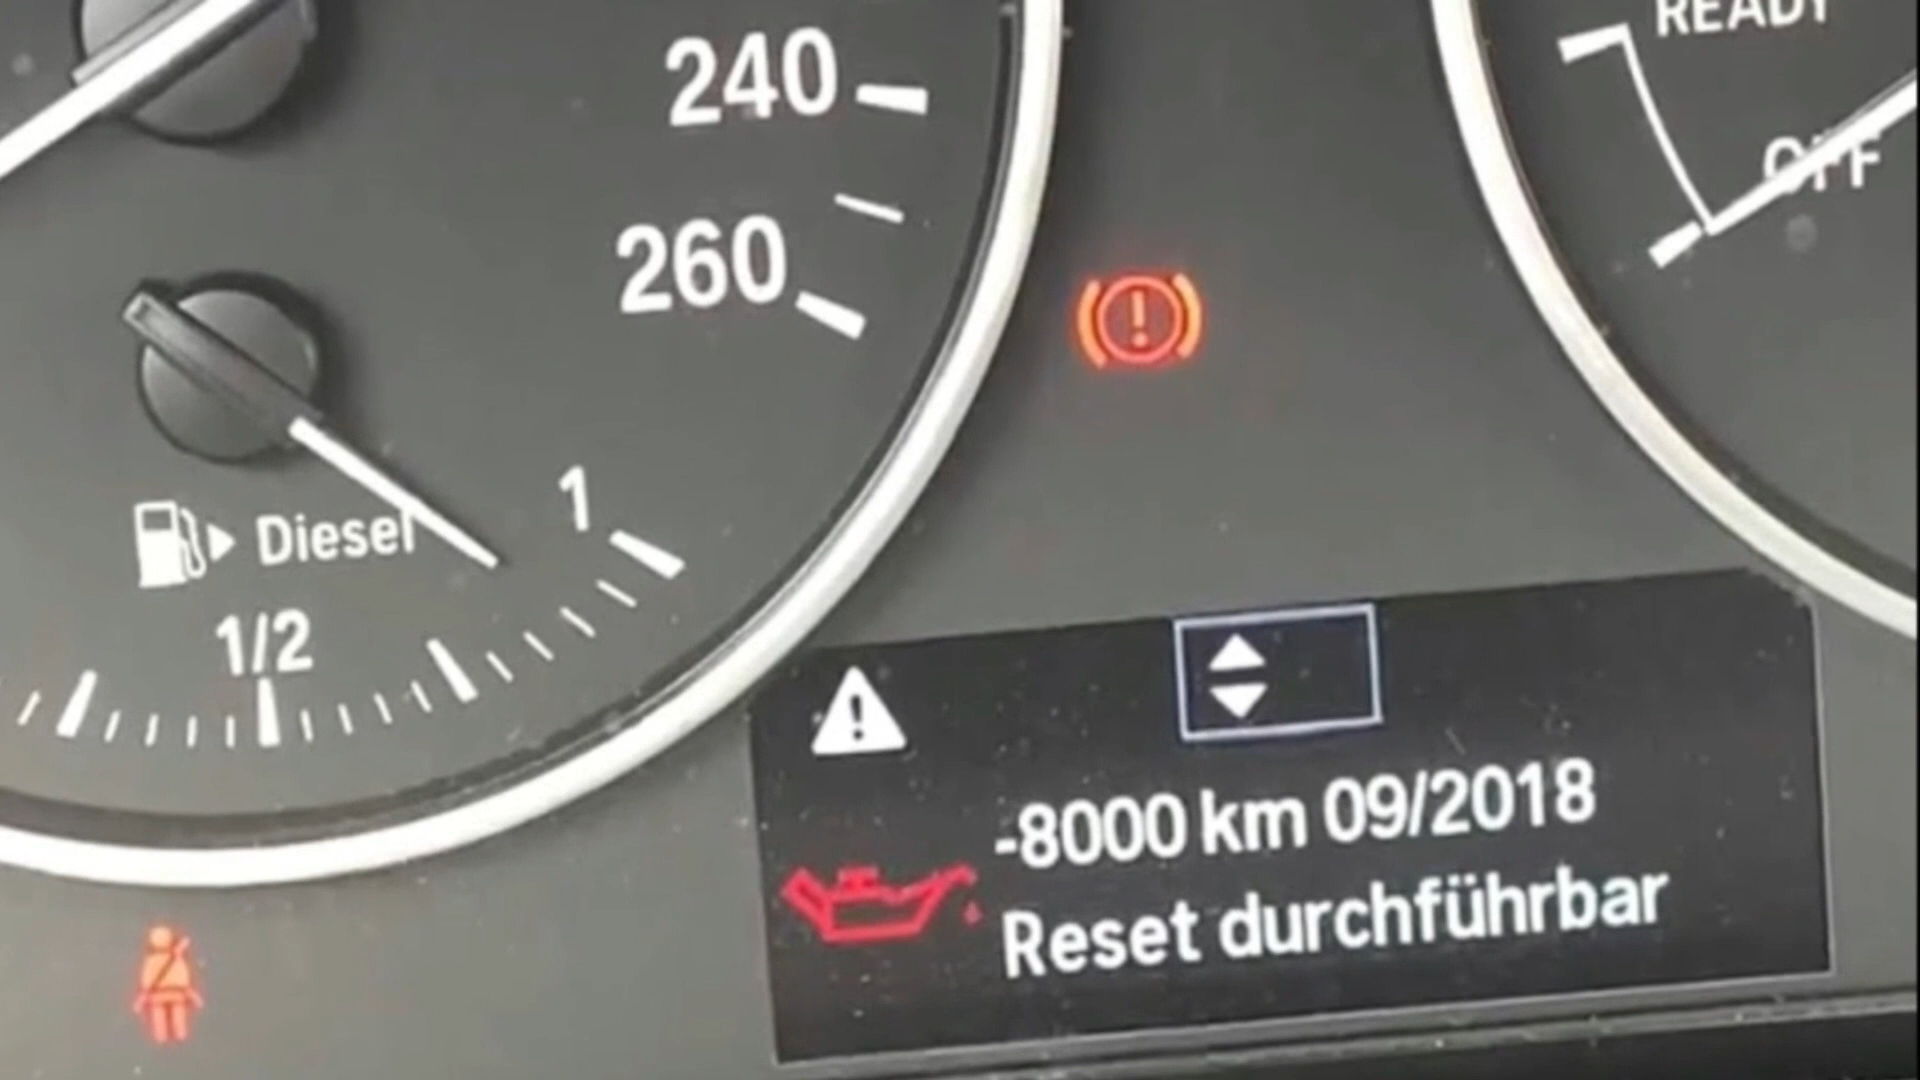 240
READY
OFF
260
1
Diesel
1/2
-8000 km 09/2018
Reset durchführbar